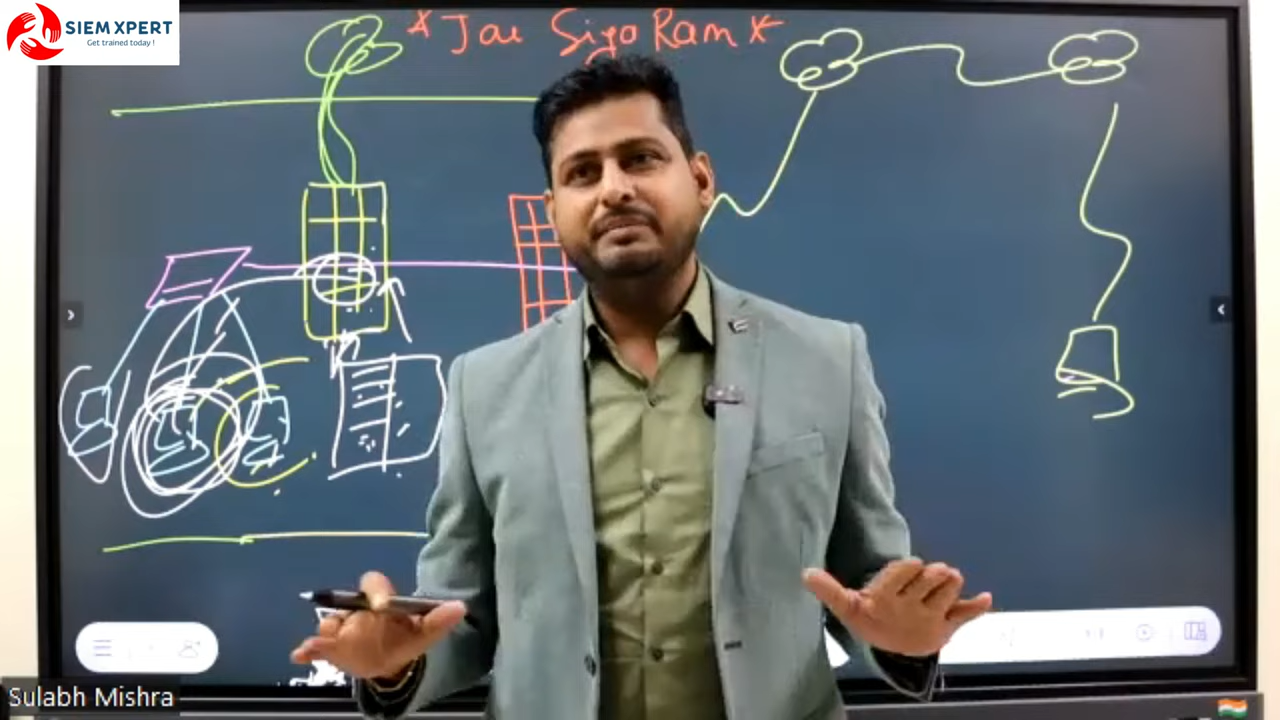 SIEM XPERT
Get trained today !
* Jai Siya Ram *
Sulabh Mishra